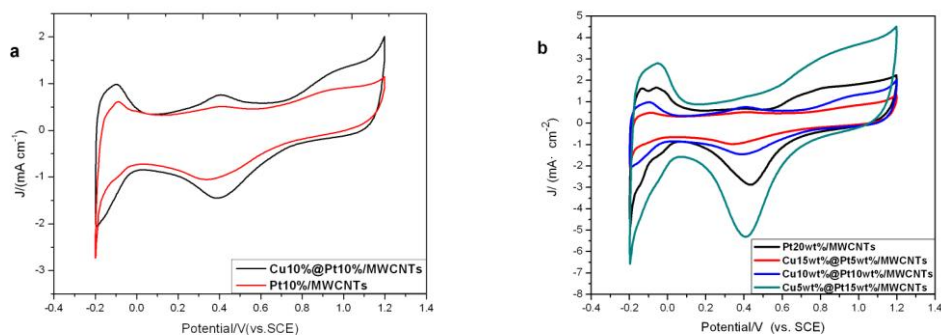 a
J/(mA cm⁻¹)
2
1
0
-1
-2
-3
-0.4 -0.2 0.0 0.2 0.4 0.6 0.8 1.0 1.2 1.4
Potential/V(vs.SCE)
Cu10%@Pt10%/MWCNTs
Pt10%/MWCNTs
b
J/ (mA· cm⁻²)
5
4
3
2
1
0
-1
-2
-3
-4
-5
-6
-7
-8
-0.4 -0.2 0.0 0.2 0.4 0.6 0.8 1.0 1.2 1.4
Potential/V (vs.SCE)
Pt20wt%/MWCNTs
Cu15wt%@Pt5wt%/MWCNTs
Cu10wt%@Pt10wt%/MWCNTs
Cu5wt%@Pt15wt%/MWCNTs